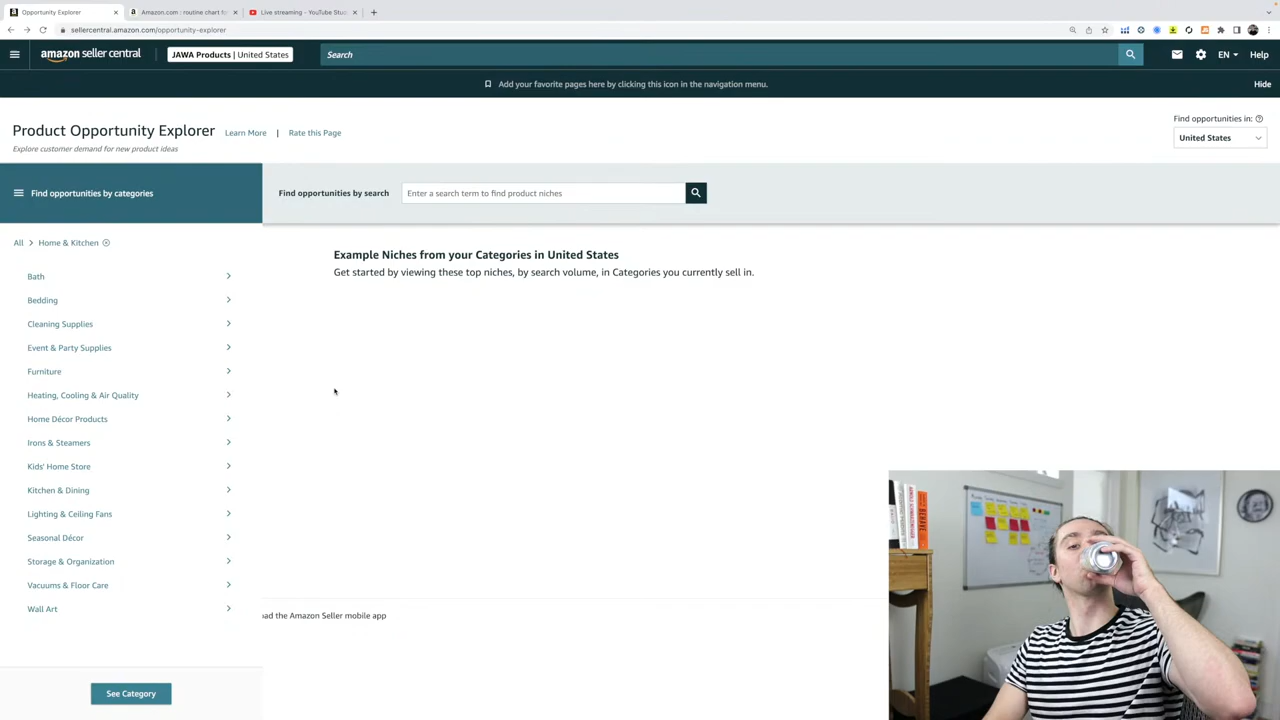 Opportunity Explorer
Amazon.com : routine chart fo
Live streaming - YouTube Stud
sellercentral.amazon.com/opportunity-explorer
amazon seller central
JAWA Products | United States
Search
EN
Help
Add your favorite pages here by clicking this icon in the navigation menu.
Hide
Product Opportunity Explorer
Learn More | Rate this Page
Explore customer demand for new product ideas
Find opportunities in:
United States
Find opportunities by categories
Find opportunities by search
Enter a search term to find product niches
All > Home & Kitchen
Bath
Bedding
Cleaning Supplies
Event & Party Supplies
Furniture
Heating, Cooling & Air Quality
Home Décor Products
Irons & Steamers
Kids' Home Store
Kitchen & Dining
Lighting & Ceiling Fans
Seasonal Décor
Storage & Organization
Vacuums & Floor Care
Wall Art
See Category
Example Niches from your Categories in United States
Get started by viewing these top niches, by search volume, in Categories you currently sell in.
oad the Amazon Seller mobile app